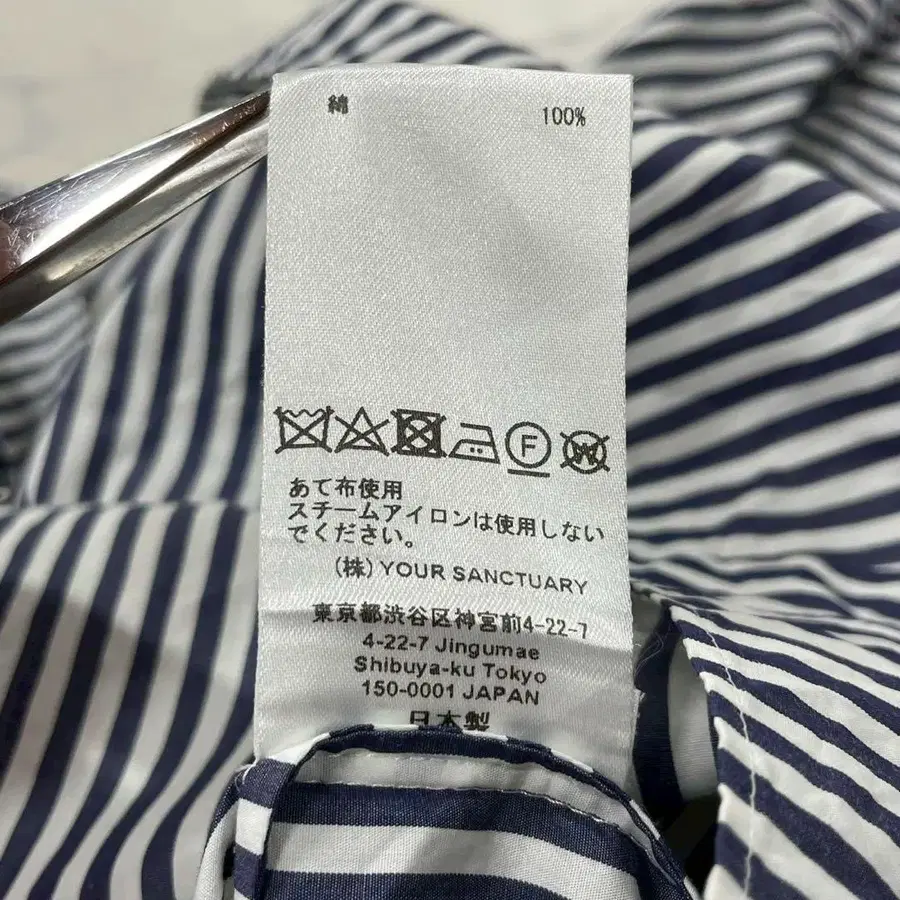 綿 100%
F W
あて布使用
スチームアイロンは使用しない
でください。
(株) YOUR SANCTUARY
東京都渋谷区神宮前4-22-7
4-22-7 Jingumae
Shibuya-ku Tokyo
150-0001 JAPAN
日本製